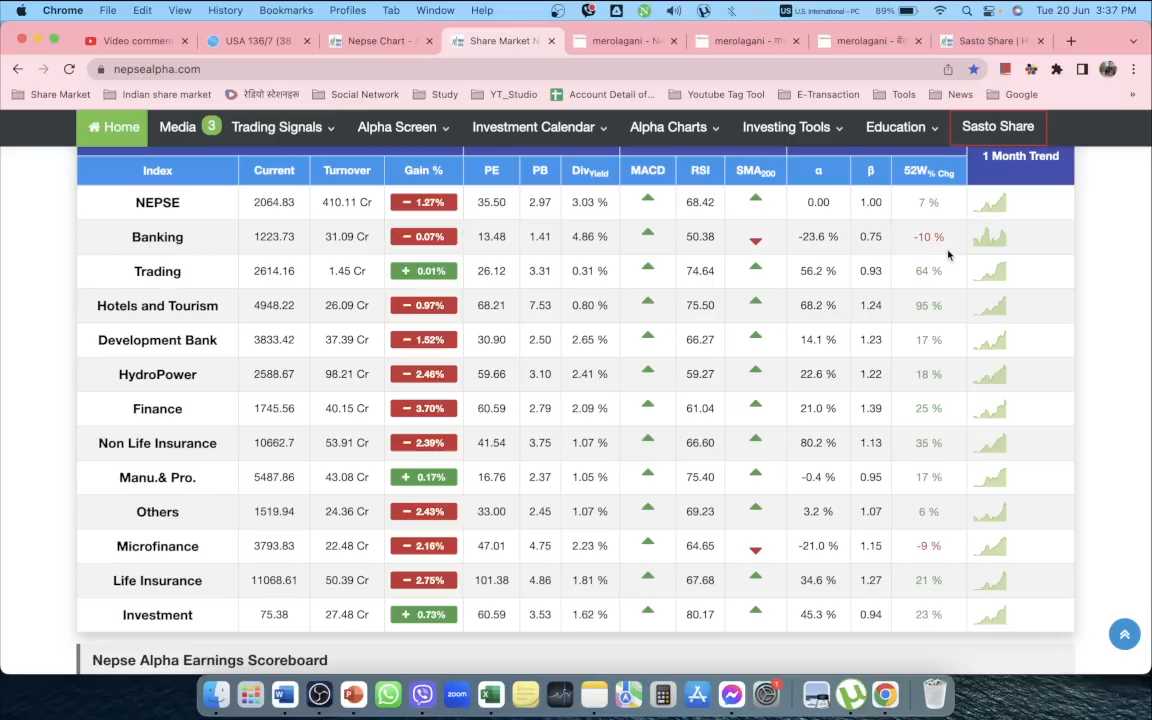 Chrome File Edit View History Bookmarks Profiles Tab Window Help US U.S. International – PC 89% Tue 20 Jun 3:37 PM
Video commen USA 136/7 (38. Nepse Chart - Share Market N merolagani - Ne merolagani - merolagani - Sasto Share | H
nepsealpha.com
Share Market Indian share market रेडियो स्टेशनहरू Social Network Study YT_Studio Account Detail of... Youtube Tag Tool E-Transaction Tools News Google »
Home Media 3 Trading Signals Alpha Screen Investment Calendar Alpha Charts Investing Tools Education Sasto Share
1 Month Trend
Index Current Turnover Gain % PE PB DivYield MACD RSI SMA200 α β 52W% Chg
NEPSE 2064.83 410.11 Cr − 1.27% 35.50 2.97 3.03 % 68.42 0.00 1.00 7 %
Banking 1223.73 31.09 Cr − 0.07% 13.48 1.41 4.86 % 50.38 -23.6 % 0.75 -10 %
Trading 2614.16 1.45 Cr + 0.01% 26.12 3.31 0.31 % 74.64 56.2 % 0.93 64 %
Hotels and Tourism 4948.22 26.09 Cr − 0.97% 68.21 7.53 0.80 % 75.50 68.2 % 1.24 95 %
Development Bank 3833.42 37.39 Cr − 1.52% 30.90 2.50 2.65 % 66.27 14.1 % 1.23 17 %
HydroPower 2588.67 98.21 Cr − 2.46% 59.66 3.10 2.41 % 59.27 22.6 % 1.22 18 %
Finance 1745.56 40.15 Cr − 3.70% 60.59 2.79 2.09 % 61.04 21.0 % 1.39 25 %
Non Life Insurance 10662.7 53.91 Cr − 2.39% 41.54 3.75 1.07 % 66.60 80.2 % 1.13 35 %
Manu.& Pro. 5487.86 43.08 Cr + 0.17% 16.76 2.37 1.05 % 75.40 -0.4 % 0.95 17 %
Others 1519.94 24.36 Cr − 2.43% 33.00 2.45 1.07 % 69.23 3.2 % 1.07 6 %
Microfinance 3793.83 22.48 Cr − 2.16% 47.01 4.75 2.23 % 64.65 -21.0 % 1.15 -9 %
Life Insurance 11068.61 50.39 Cr − 2.75% 101.38 4.86 1.81 % 67.68 34.6 % 1.27 21 %
Investment 75.38 27.48 Cr + 0.73% 60.59 3.53 1.62 % 80.17 45.3 % 0.94 23 %
Nepse Alpha Earnings Scoreboard
zoom
1